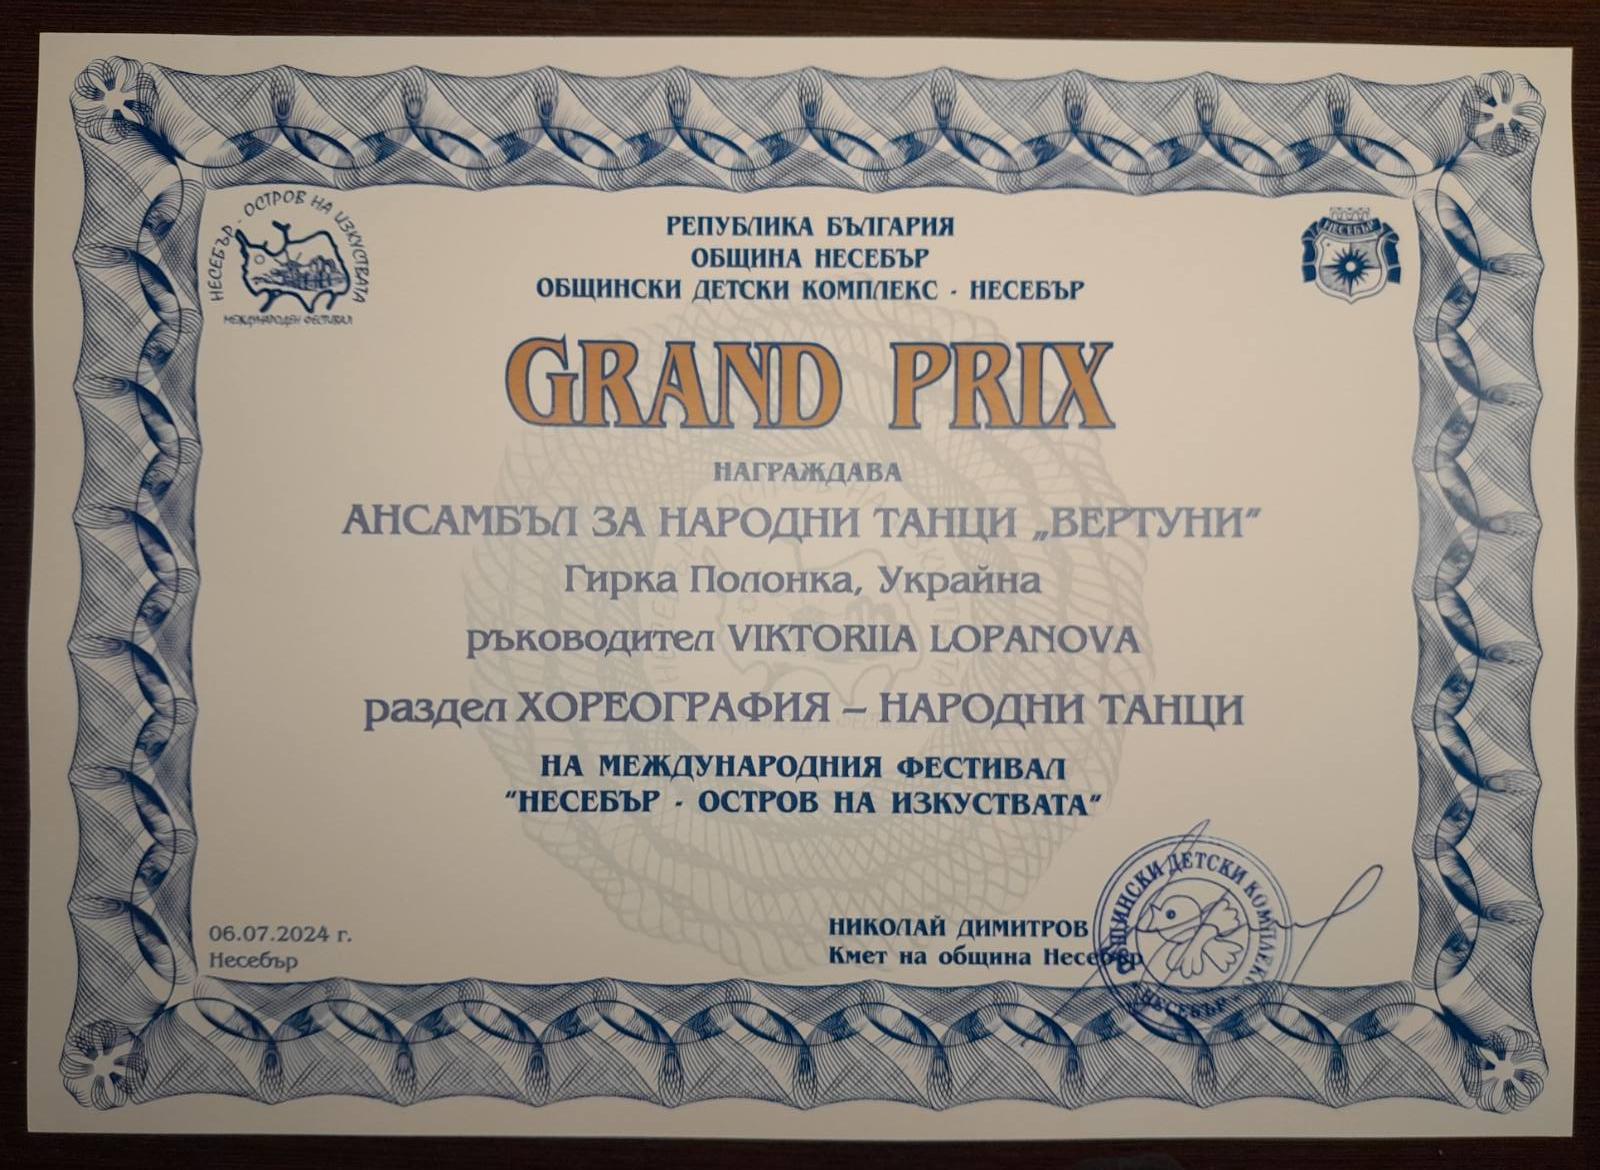 НЕСЕБЪР - ОСТРОВ НА ИЗКУСТВАТА
МЕЖДУНАРОДЕН ФЕСТИВАЛ
НЕСЕБЪР
РЕПУБЛИКА БЪЛГАРИЯ
ОБЩИНА НЕСЕБЪР
ОБЩИНСКИ ДЕТСКИ КОМПЛЕКС - НЕСЕБЪР
GRAND PRIX
НАГРАЖДАВА
АНСАМБЪЛ ЗА НАРОДНИ ТАНЦИ „ВЕРТУНИ“
Гирка Полонка, Украйна
ръководител VIKTORIIA LOPANOVA
раздел ХОРЕОГРАФИЯ – НАРОДНИ ТАНЦИ
НА МЕЖДУНАРОДНИЯ ФЕСТИВАЛ
“НЕСЕБЪР - ОСТРОВ НА ИЗКУСТВАТА”
06.07.2024 г.
Несебър
НИКОЛАЙ ДИМИТРОВ
Кмет на община Несебър
ОБЩИНСКИ ДЕТСКИ КОМПЛЕКС
НЕСЕБЪР